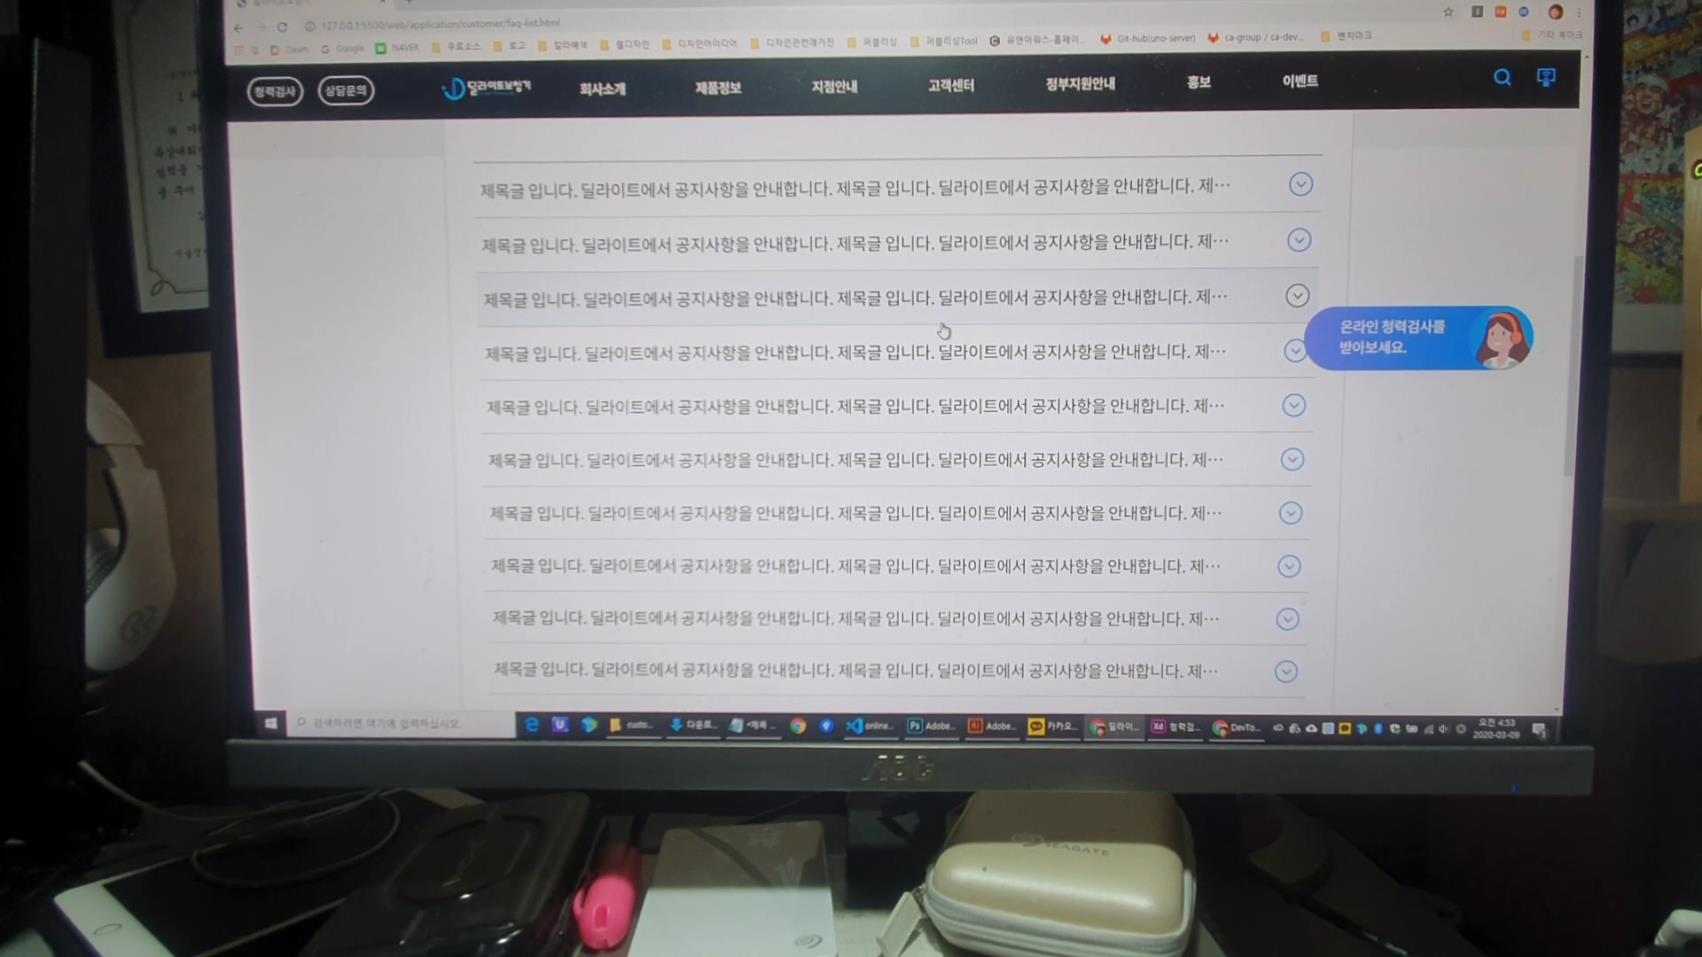 127.0.0.1:5500/web/application/customer/faq-list.html
앱 Daum Google NAVER 무료소스 로고 칼라배색 웹디자인 디자인아이디어 디자인관련매거진 퍼블리싱 퍼블리싱Tool 유앤아워스-홈페이… Git-hub(uno-server) ca-group / ca-dev… 벤치마크 기타 북마크
청력검사 상담문의 딜라이트보청기 회사소개 제품정보 지점안내 고객센터 정부지원안내 홍보 이벤트
제목글 입니다. 딜라이트에서 공지사항을 안내합니다. 제목글 입니다. 딜라이트에서 공지사항을 안내합니다. 제…
제목글 입니다. 딜라이트에서 공지사항을 안내합니다. 제목글 입니다. 딜라이트에서 공지사항을 안내합니다. 제…
제목글 입니다. 딜라이트에서 공지사항을 안내합니다. 제목글 입니다. 딜라이트에서 공지사항을 안내합니다. 제…
온라인 청력검사를
받아보세요.
제목글 입니다. 딜라이트에서 공지사항을 안내합니다. 제목글 입니다. 딜라이트에서 공지사항을 안내합니다. 제…
제목글 입니다. 딜라이트에서 공지사항을 안내합니다. 제목글 입니다. 딜라이트에서 공지사항을 안내합니다. 제…
제목글 입니다. 딜라이트에서 공지사항을 안내합니다. 제목글 입니다. 딜라이트에서 공지사항을 안내합니다. 제…
제목글 입니다. 딜라이트에서 공지사항을 안내합니다. 제목글 입니다. 딜라이트에서 공지사항을 안내합니다. 제…
제목글 입니다. 딜라이트에서 공지사항을 안내합니다. 제목글 입니다. 딜라이트에서 공지사항을 안내합니다. 제…
제목글 입니다. 딜라이트에서 공지사항을 안내합니다. 제목글 입니다. 딜라이트에서 공지사항을 안내합니다. 제…
제목글 입니다. 딜라이트에서 공지사항을 안내합니다. 제목글 입니다. 딜라이트에서 공지사항을 안내합니다. 제…
검색하려면 여기에 입력하십시오. custo… 다운로… *제목 … online… Adobe… Adobe… 카카오… 딜라이… 청력검… DevTo… 오전 4:53
2020-03-09
AOC
SEAGATE